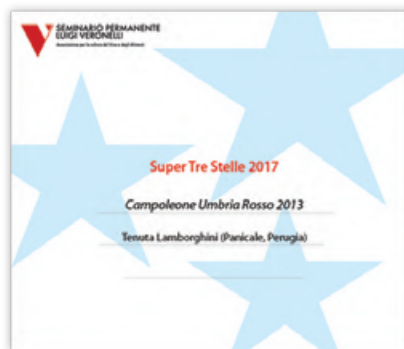 SEMINARIO PERMANENTE
LUIGI VERONELLI
Associazione per la cultura del Vino e degli Alimenti
Super Tre Stelle 2017
Campoleone Umbria Rosso 2013
Tenuta Lamborghini (Panicale, Perugia)